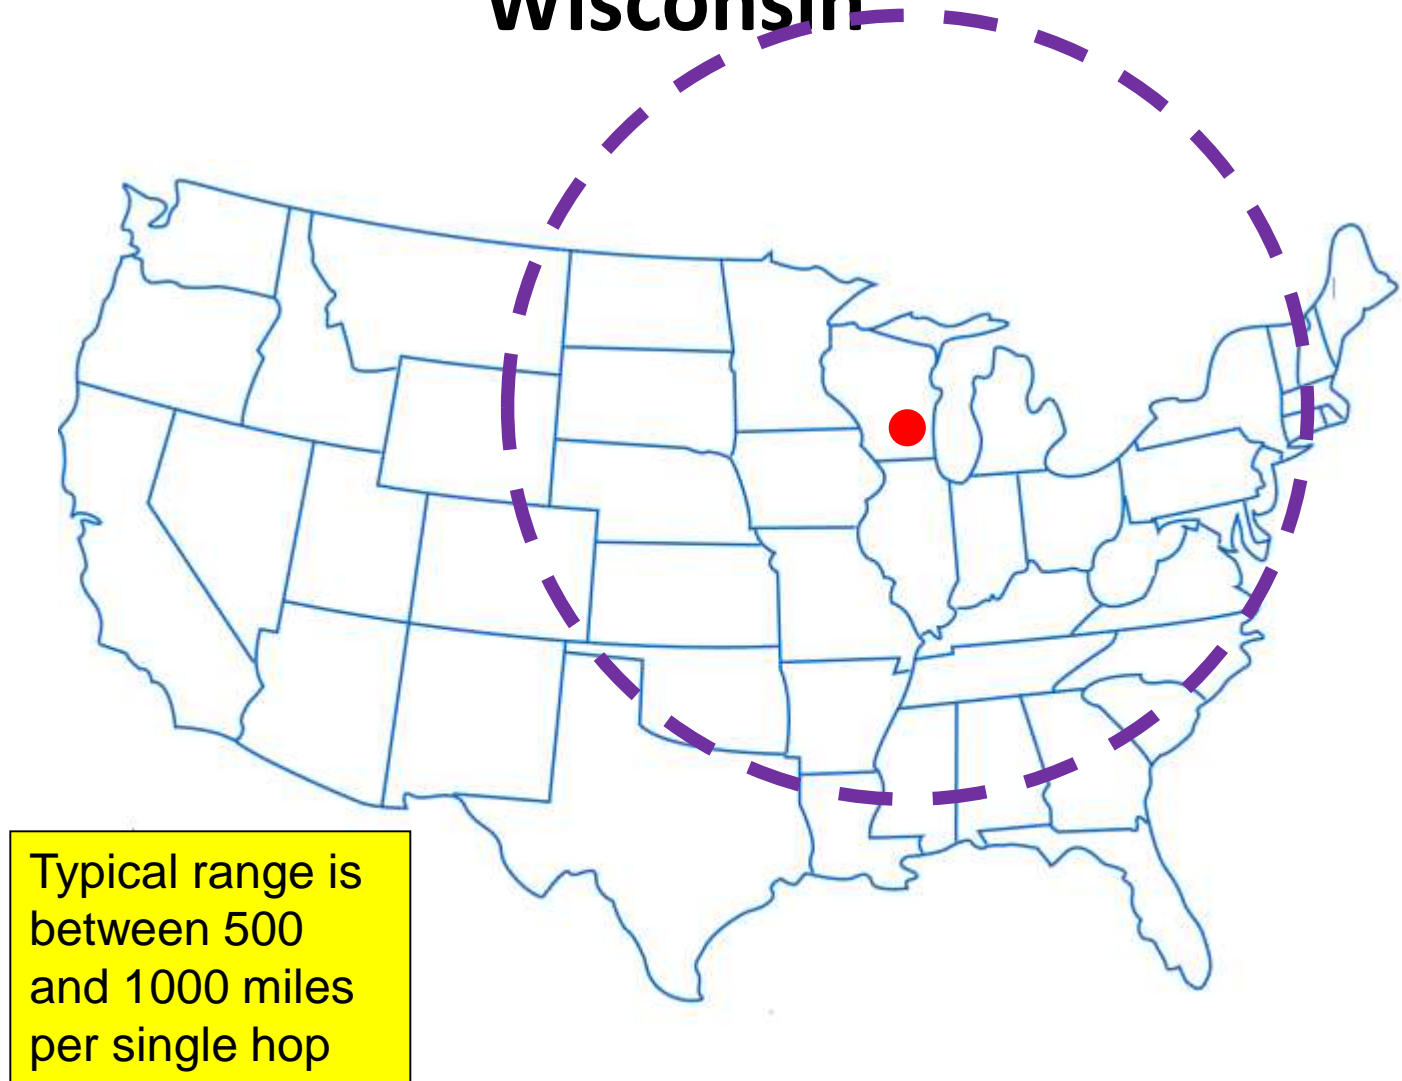 Wisconsin
Typical range is
between 500
and 1000 miles
per single hop